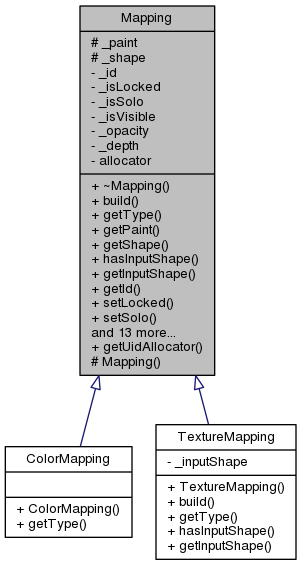 Mapping
# _paint
# _shape
- _id
- _isLocked
- _isSolo
- _isVisible
- _opacity
- _depth
- allocator
+ ~Mapping()
+ build()
+ getType()
+ getPaint()
+ getShape()
+ hasInputShape()
+ getInputShape()
+ getId()
+ setLocked()
+ setSolo()
and 13 more...
+ getUidAllocator()
# Mapping()
ColorMapping
+ ColorMapping()
+ getType()
TextureMapping
- _inputShape
+ TextureMapping()
+ build()
+ getType()
+ hasInputShape()
+ getInputShape()